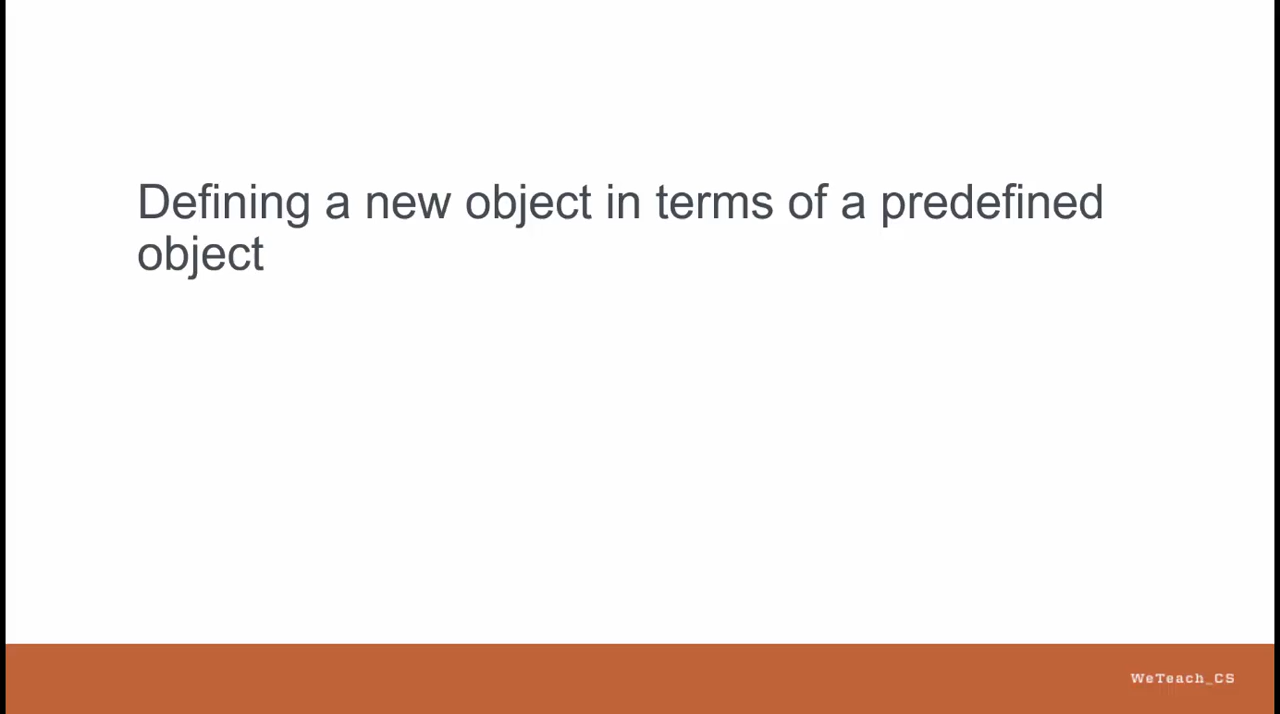 Defining a new object in terms of a predefined
object
WeTeach_CS